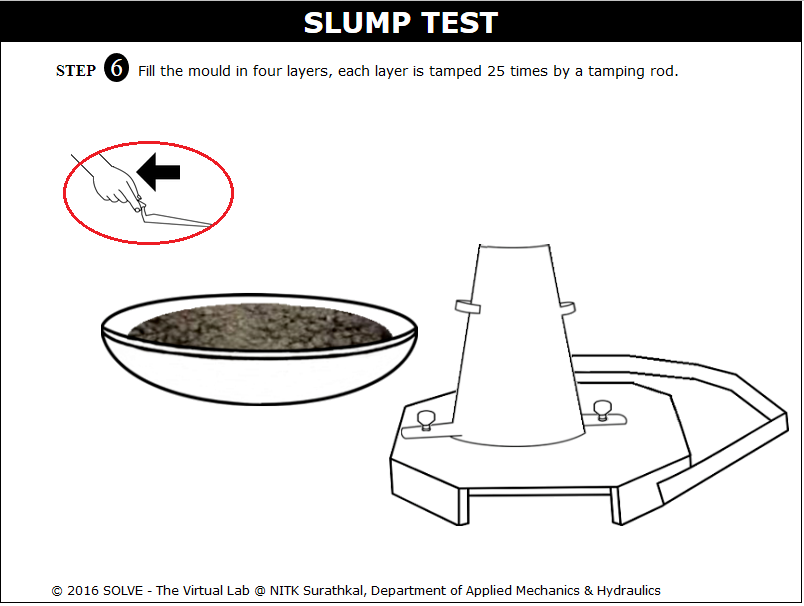 SLUMP TEST
STEP 6 Fill the mould in four layers, each layer is tamped 25 times by a tamping rod.
© 2016 SOLVE - The Virtual Lab @ NITK Surathkal, Department of Applied Mechanics & Hydraulics